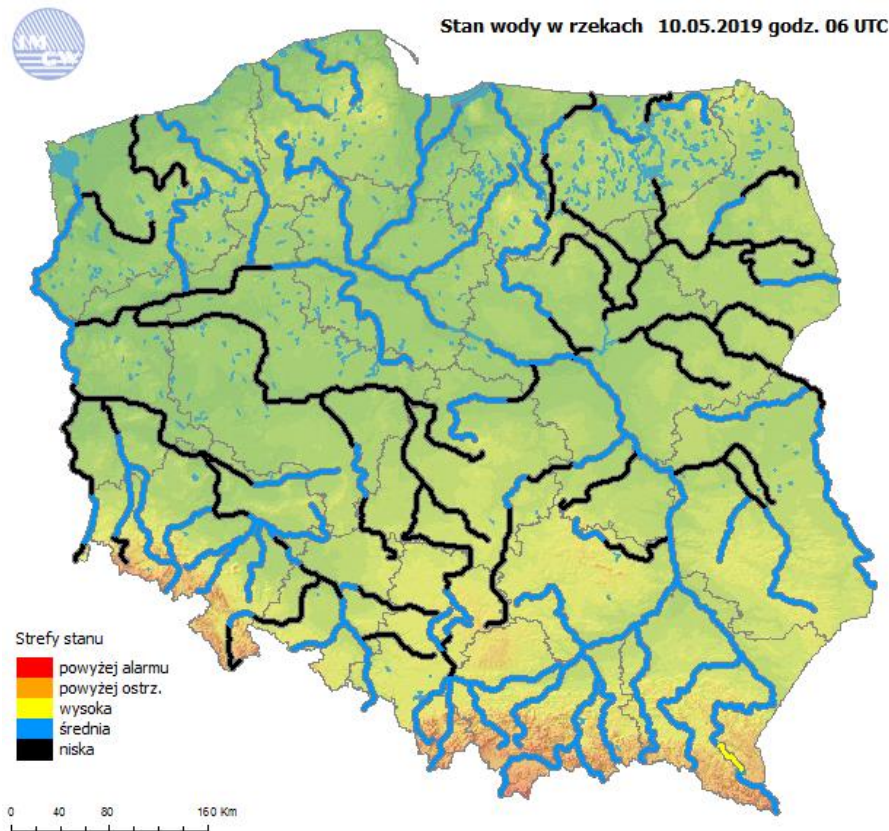 IMGW
Stan wody w rzekach 10.05.2019 godz. 06 UTC
Strefy stanu
powyżej alarmu
powyżej ostrz.
wysoka
średnia
niska
0 40 80 160 Km